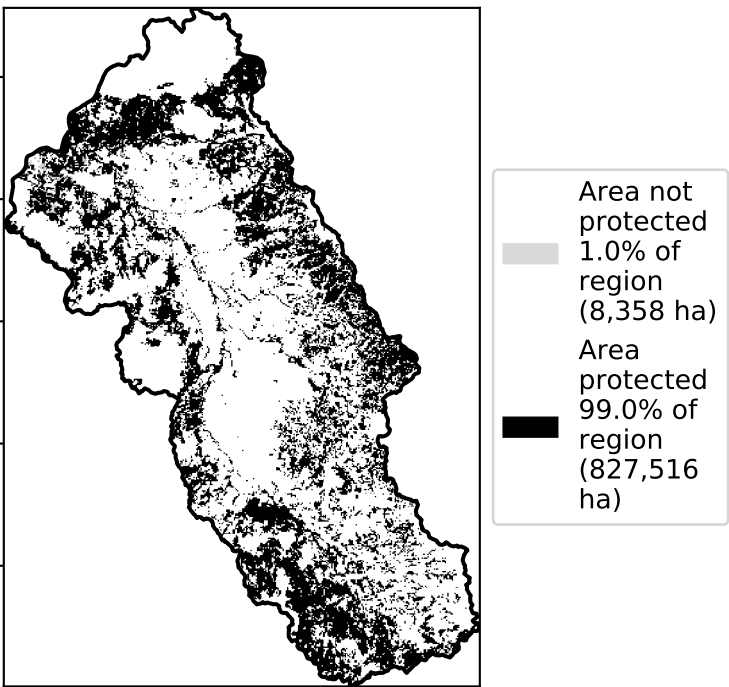 Area not
protected
1.0% of
region
(8,358 ha)
Area
protected
99.0% of
region
(827,516
ha)